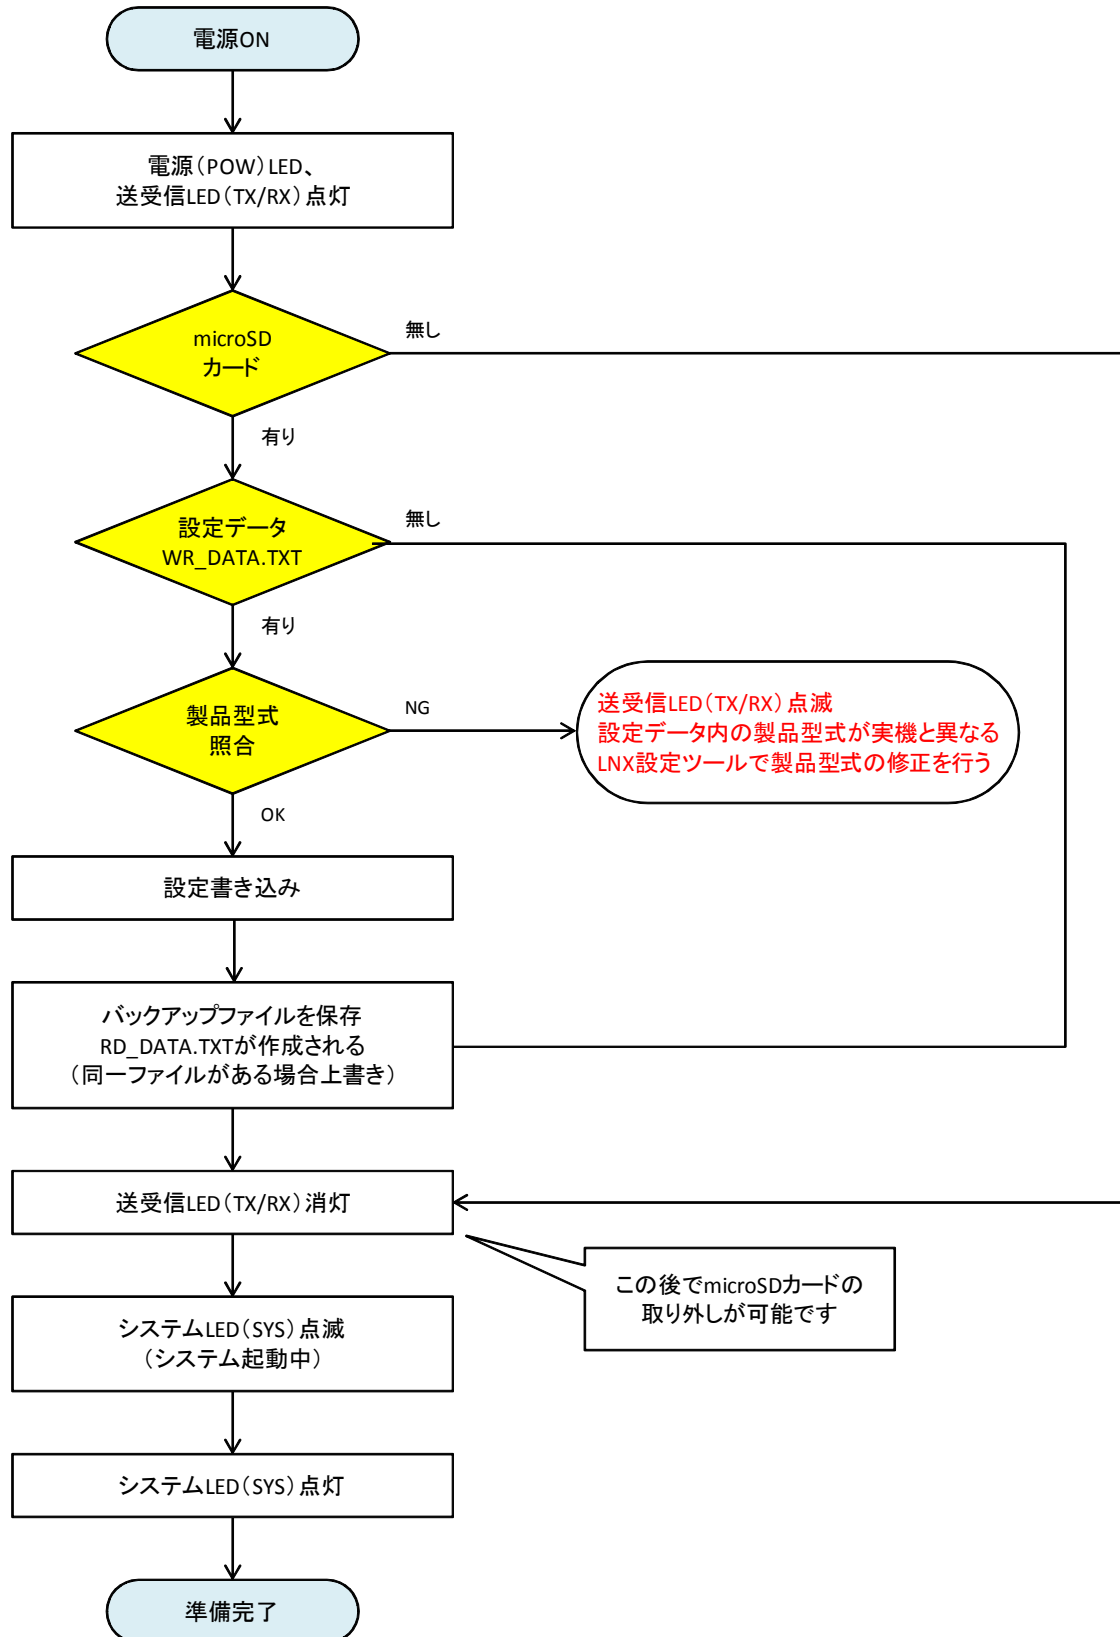 電源ON
電源（POW）LED、
送受信LED（TX/RX）点灯
microSD
カード
無し
有り
設定データ
WR_DATA.TXT
無し
有り
製品型式
照合
NG
送受信LED（TX/RX）点滅
設定データ内の製品型式が実機と異なる
LNX設定ツールで製品型式の修正を行う
OK
設定書き込み
バックアップファイルを保存
RD_DATA.TXTが作成される
（同一ファイルがある場合上書き）
送受信LED（TX/RX）消灯
この後でmicroSDカードの
取り外しが可能です
システムLED（SYS）点滅
（システム起動中）
システムLED（SYS）点灯
準備完了